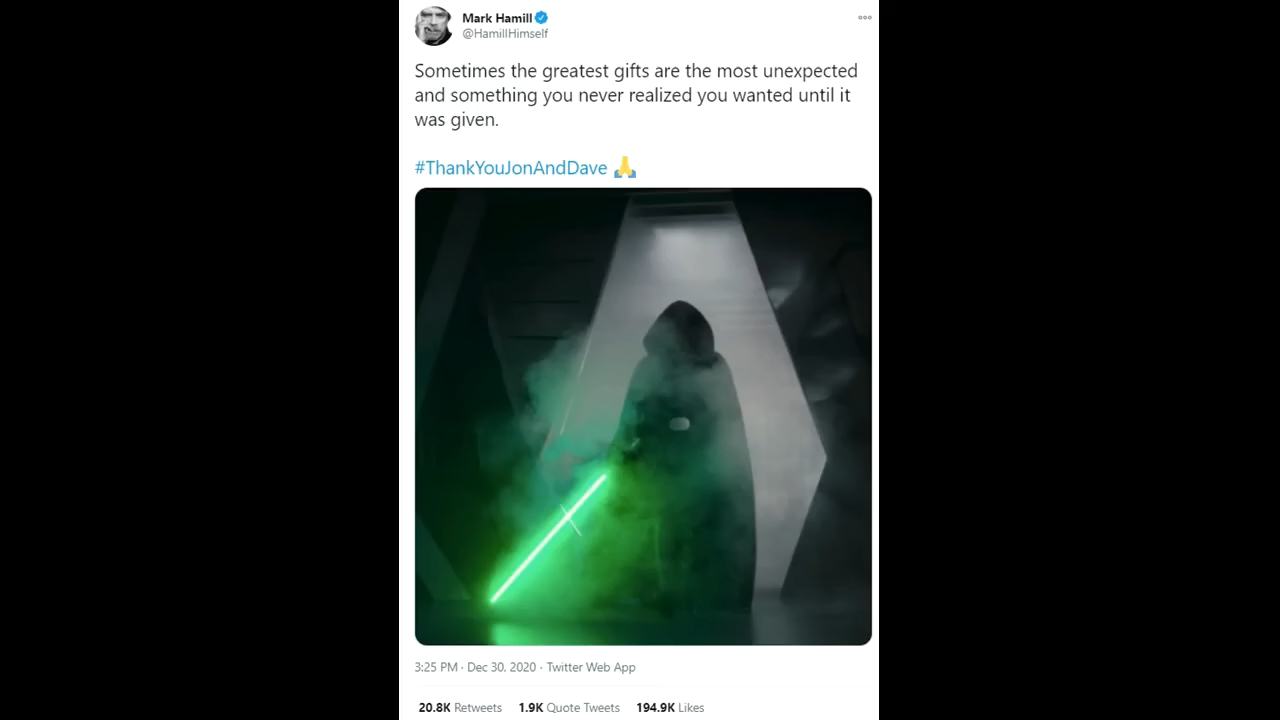 Mark Hamill
@HamillHimself
Sometimes the greatest gifts are the most unexpected
and something you never realized you wanted until it
was given.
#ThankYouJonAndDave 🙏
3:25 PM · Dec 30, 2020 · Twitter Web App
20.8K Retweets 1.9K Quote Tweets 194.9K Likes